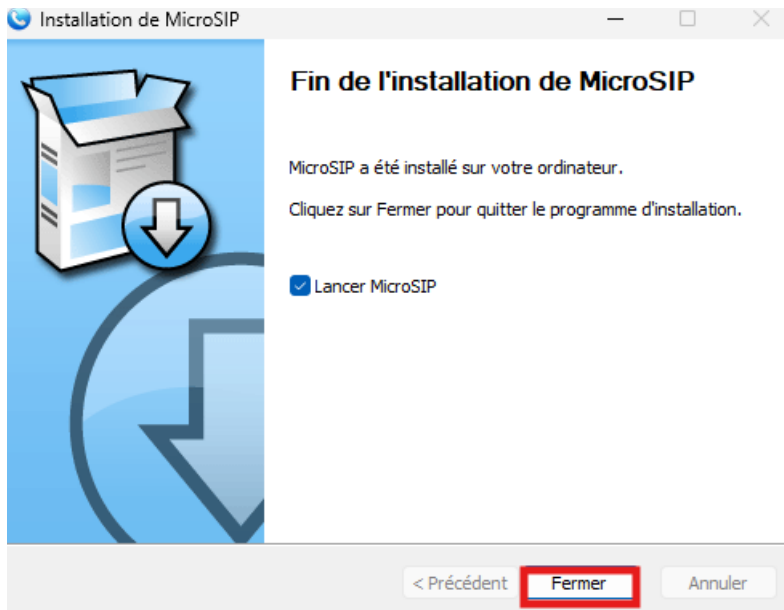 Installation de MicroSIP
Fin de l'installation de MicroSIP
MicroSIP a été installé sur votre ordinateur.
Cliquez sur Fermer pour quitter le programme d'installation.
Lancer MicroSIP
< Précédent Fermer Annuler